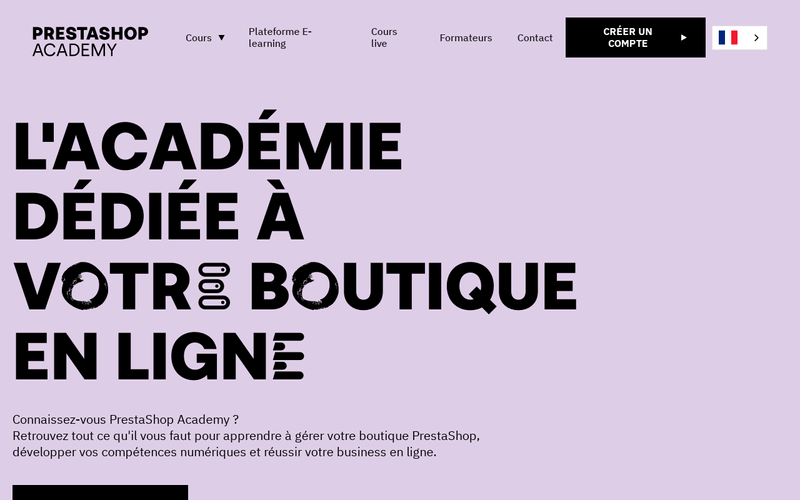 PRESTASHOP
ACADEMY
Cours
Plateforme E-
learning
Cours
live
Formateurs
Contact
CRÉER UN
COMPTE
L'ACADÉMIE
DÉDIÉE À
VOTRE BOUTIQUE
EN LIGNE
Connaissez-vous PrestaShop Academy ?
Retrouvez tout ce qu'il vous faut pour apprendre à gérer votre boutique PrestaShop,
développer vos compétences numériques et réussir votre business en ligne.